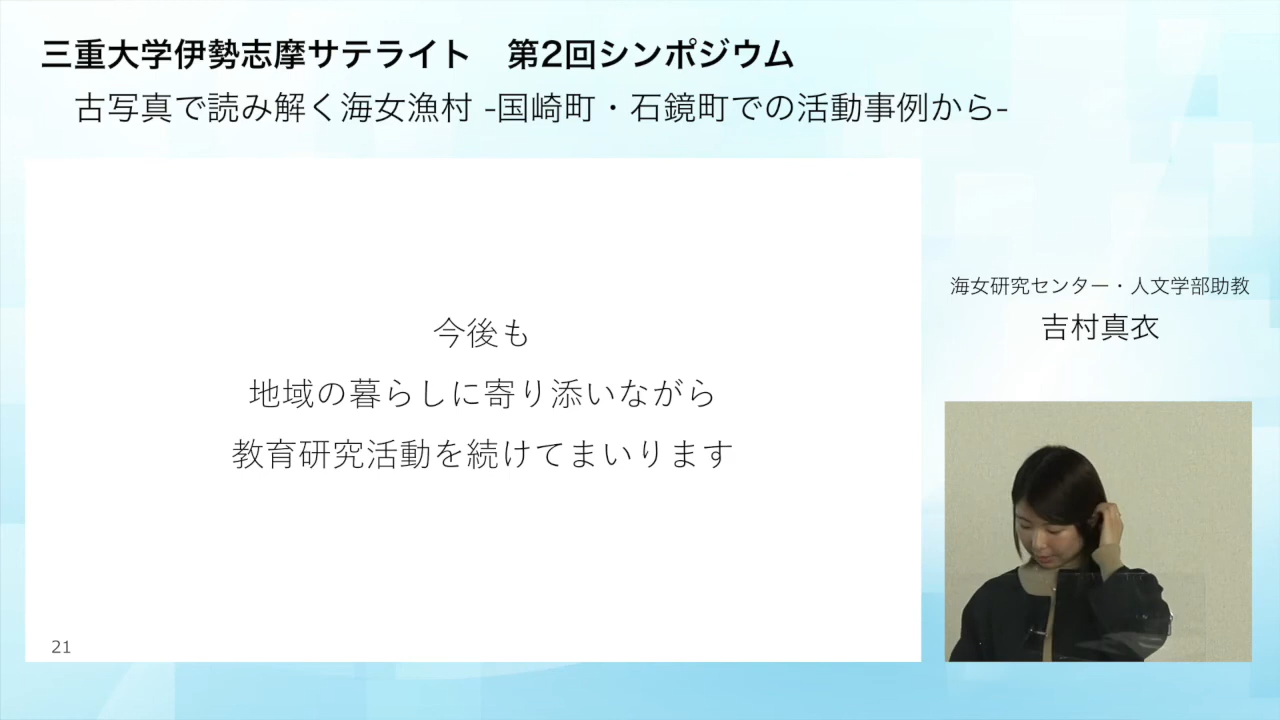 三重大学伊勢志摩サテライト　第2回シンポジウム
古写真で読み解く海女漁村 -国崎町・石鏡町での活動事例から-
今後も
地域の暮らしに寄り添いながら
教育研究活動を続けてまいります
海女研究センター・人文学部助教
吉村真衣
21